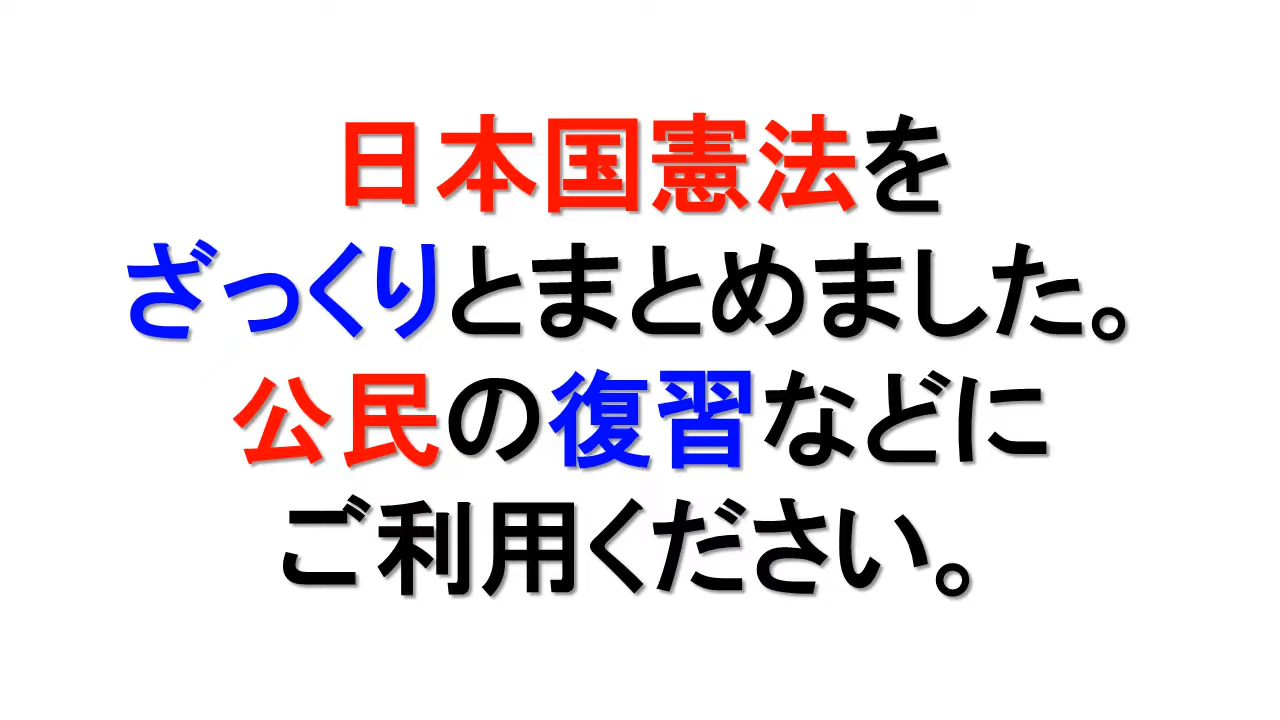 日本国憲法を
ざっくりとまとめました。
公民の復習などに
ご利用ください。